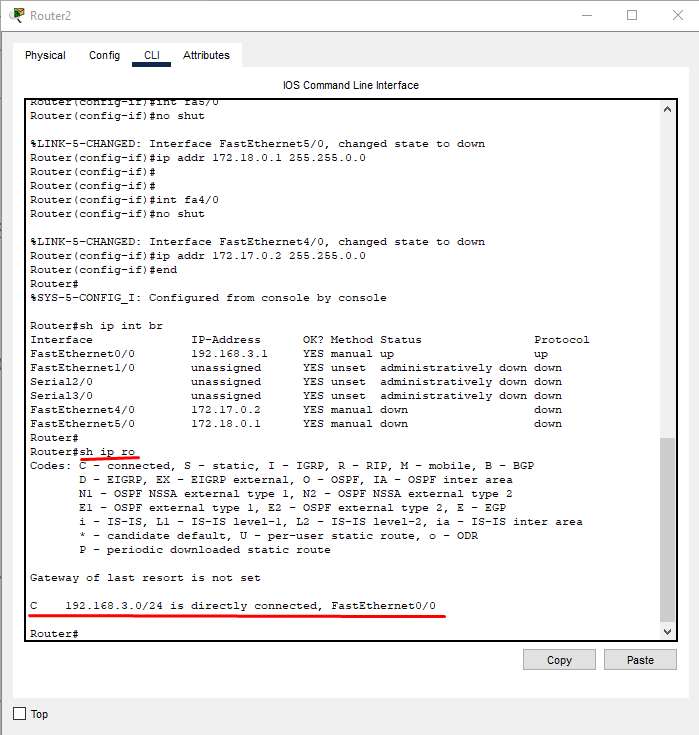 Router2
Physical Config CLI Attributes
IOS Command Line Interface
Router(config-if)#int fa5/0
Router(config-if)#no shut
%LINK-5-CHANGED: Interface FastEthernet5/0, changed state to down
Router(config-if)#ip addr 172.18.0.1 255.255.0.0
Router(config-if)#
Router(config-if)#
Router(config-if)#int fa4/0
Router(config-if)#no shut
%LINK-5-CHANGED: Interface FastEthernet4/0, changed state to down
Router(config-if)#ip addr 172.17.0.2 255.255.0.0
Router(config-if)#end
Router#
%SYS-5-CONFIG_I: Configured from console by console
Router#sh ip int br
Interface IP-Address OK? Method Status Protocol
FastEthernet0/0 192.168.3.1 YES manual up up
FastEthernet1/0 unassigned YES unset administratively down down
Serial2/0 unassigned YES unset administratively down down
Serial3/0 unassigned YES unset administratively down down
FastEthernet4/0 172.17.0.2 YES manual down down
FastEthernet5/0 172.18.0.1 YES manual down down
Router#
Router#sh ip ro
Codes: C - connected, S - static, I - IGRP, R - RIP, M - mobile, B - BGP
D - EIGRP, EX - EIGRP external, O - OSPF, IA - OSPF inter area
N1 - OSPF NSSA external type 1, N2 - OSPF NSSA external type 2
E1 - OSPF external type 1, E2 - OSPF external type 2, E - EGP
i - IS-IS, L1 - IS-IS level-1, L2 - IS-IS level-2, ia - IS-IS inter area
* - candidate default, U - per-user static route, o - ODR
P - periodic downloaded static route
Gateway of last resort is not set
C 192.168.3.0/24 is directly connected, FastEthernet0/0
Router#
Copy Paste
Top